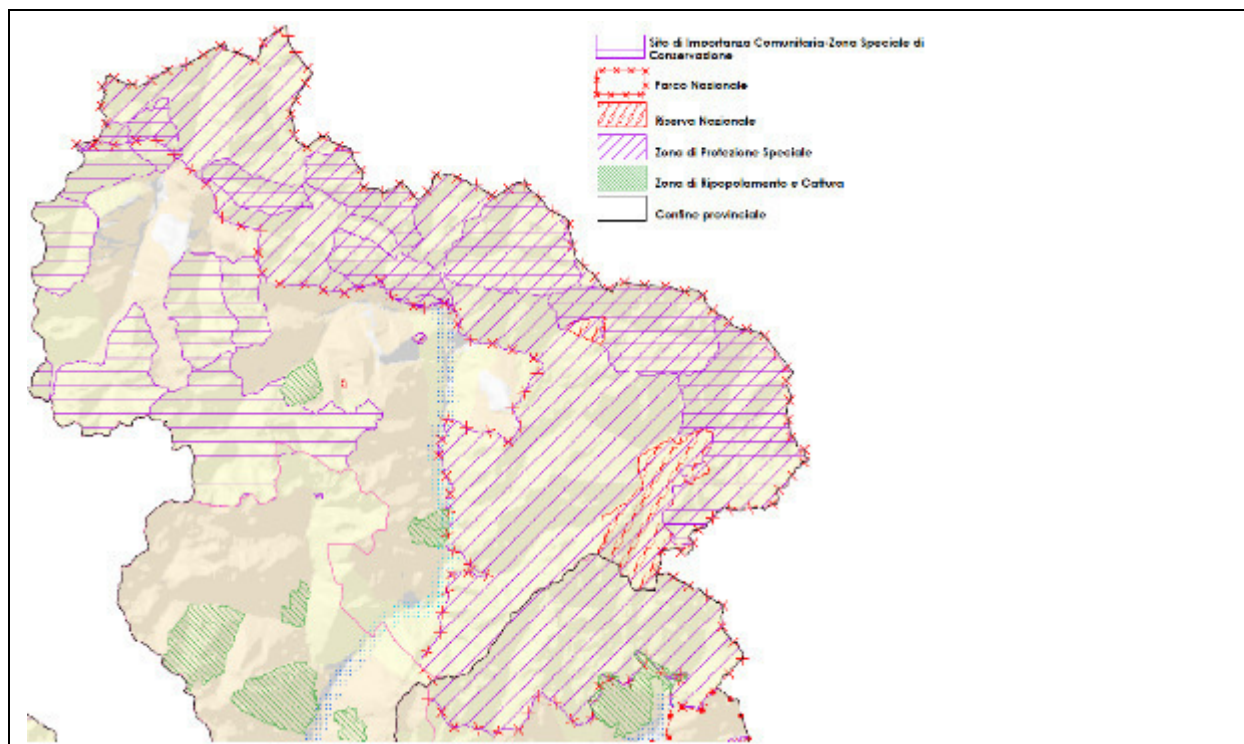 Sito di Importanza Comunitaria-Zona Speciale di
Conservazione
Parco Nazionale
Riserva Nazionale
Zona di Protezione Speciale
Zona di Ripopolamento e Cattura
Confine provinciale